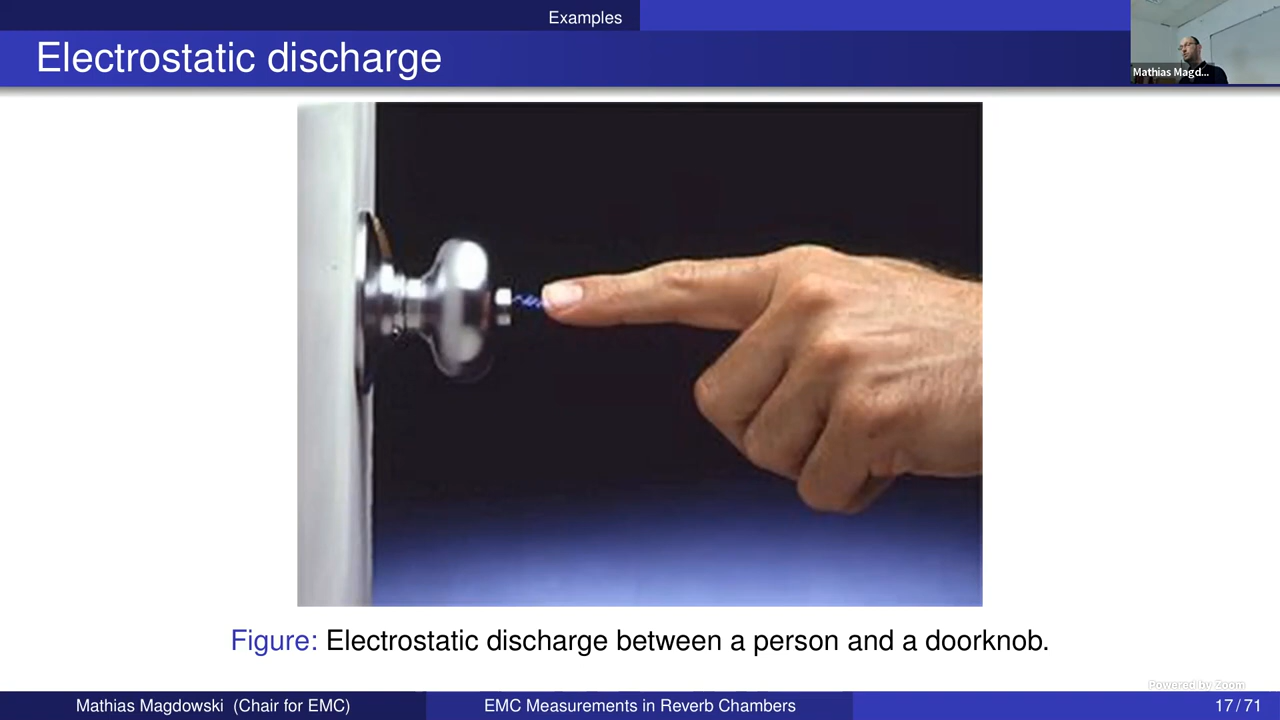 Examples
Electrostatic discharge
Mathias Magd...
Figure: Electrostatic discharge between a person and a doorknob.
Powered by Zoom
Mathias Magdowski (Chair for EMC)
EMC Measurements in Reverb Chambers
17 / 71